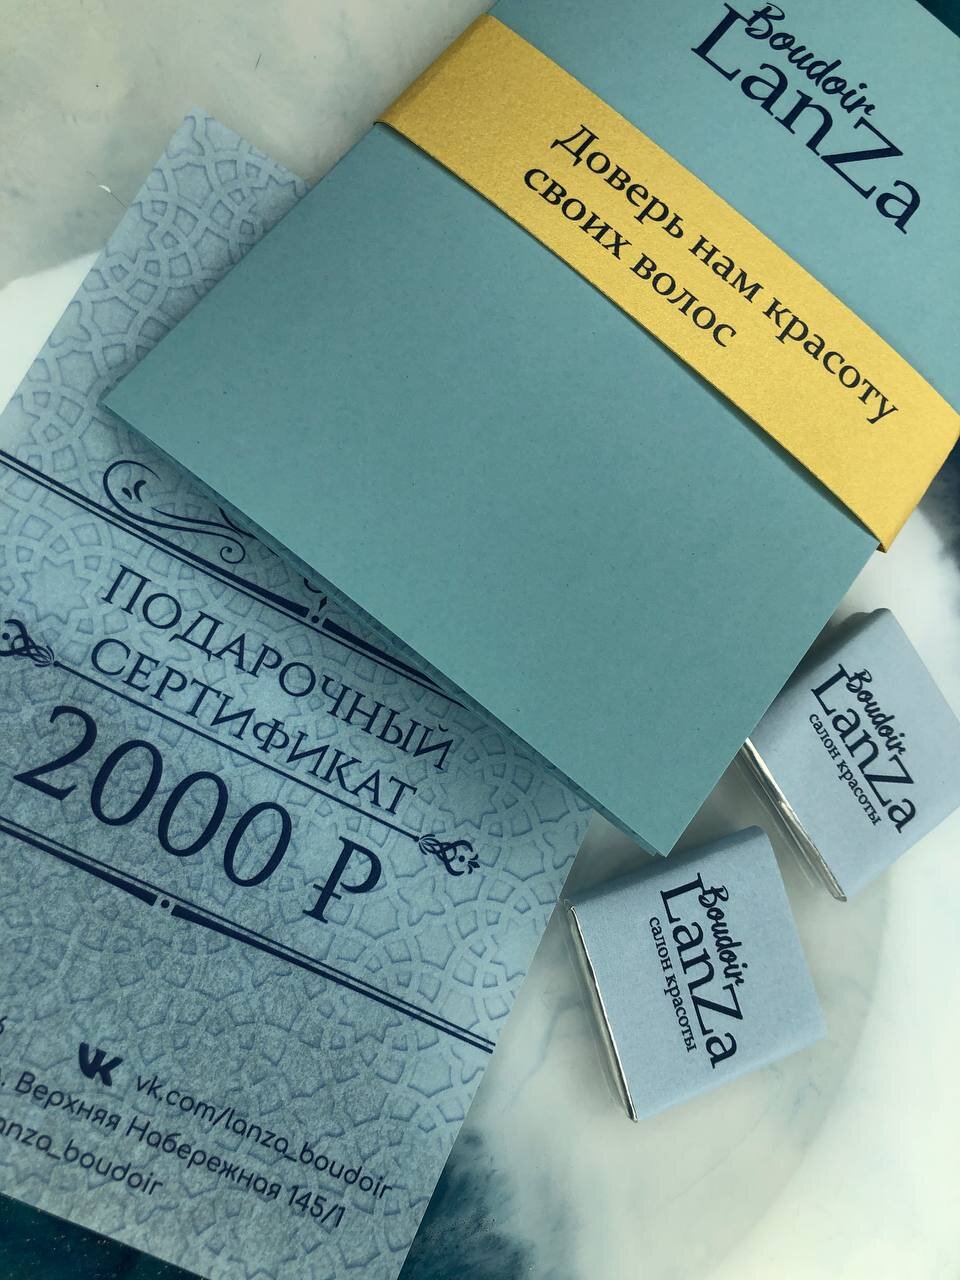 Boudoir
LanZa
Доверь нам красоту
своих волос
ПОДАРОЧНЫЙ
СЕРТИФИКАТ
2000 ₽
vk.com/lanza_boudoir
Верхняя Набережная 145/1
anza_boudoir
Boudoir
LanZa
салон красоты
Boudoir
LanZa
салон красоты